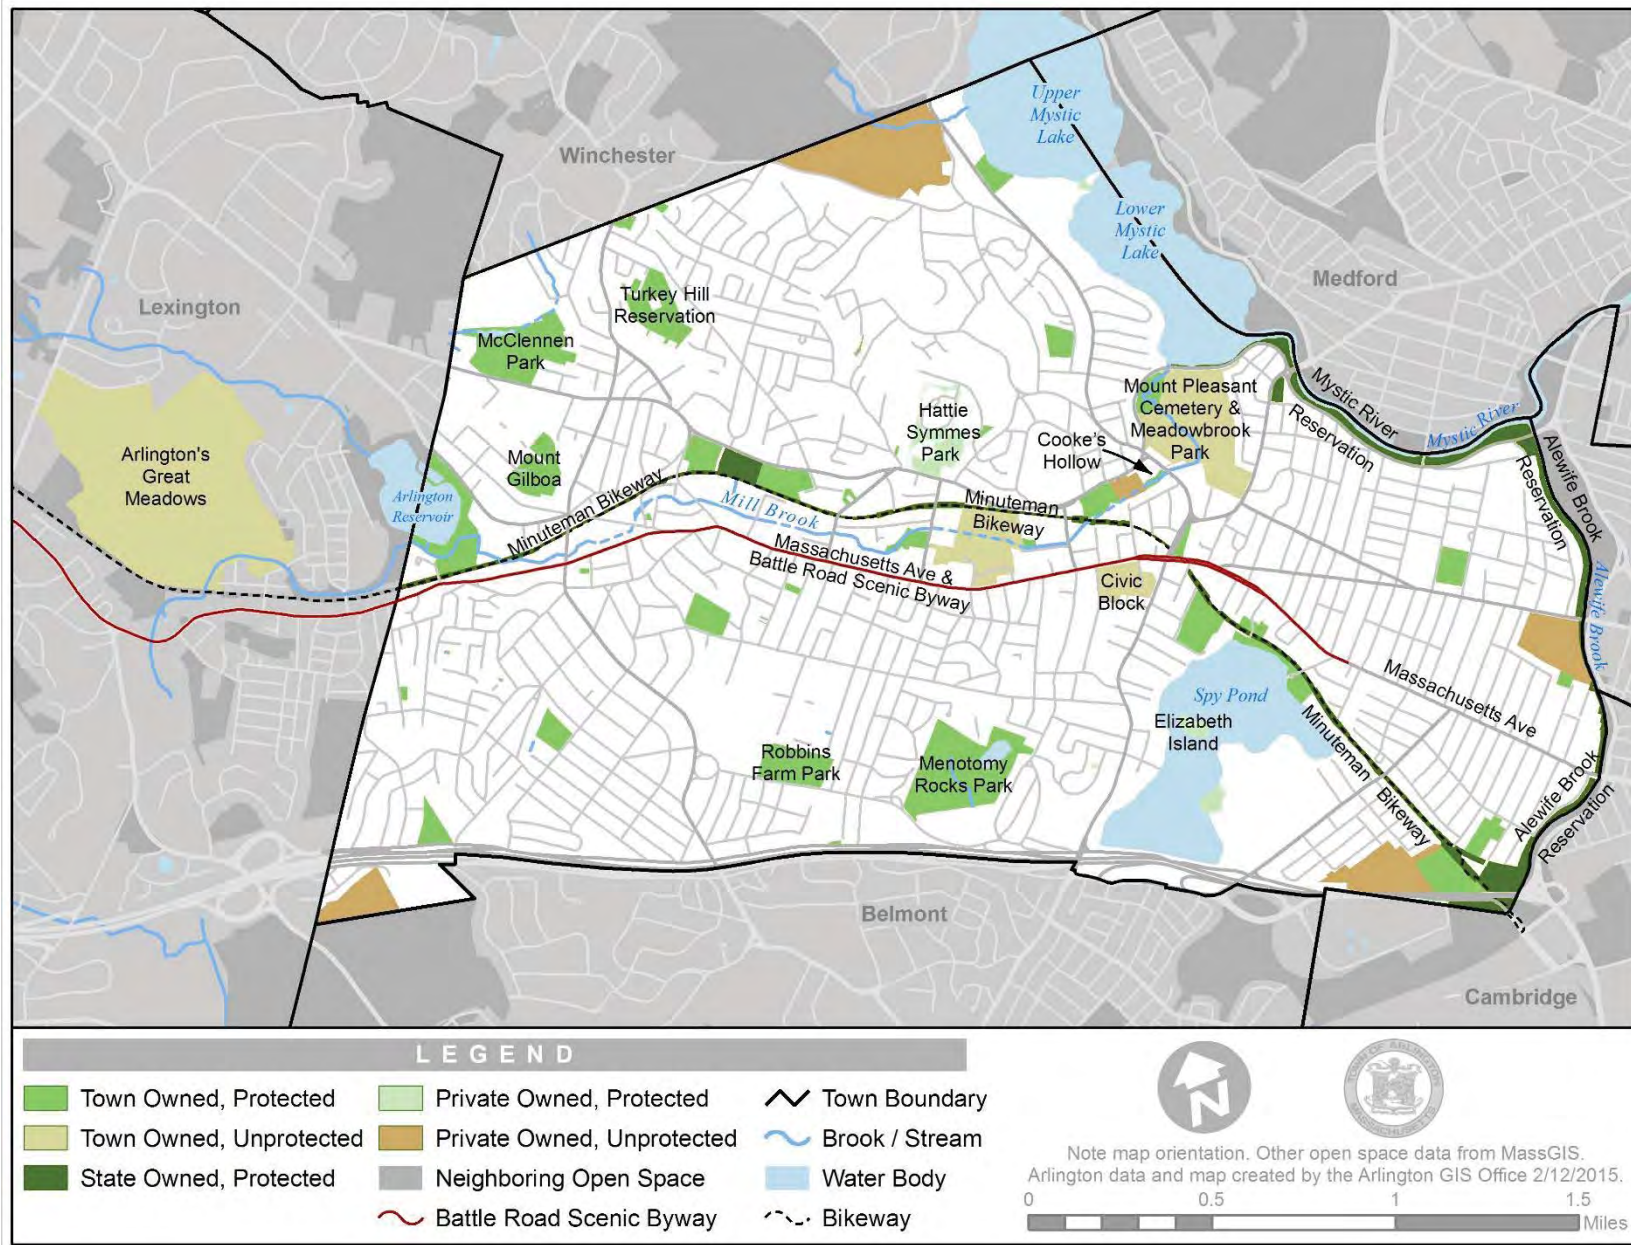 Upper
Mystic
Lake
Winchester
Lower
Mystic
Lake
Medford
Lexington
Turkey Hill
Reservation
McClennen
Park
Mystic River
Reservation
Mystic River
Mount Pleasant
Cemetery &
Meadowbrook
Park
Hattie
Symmes
Park
Cooke's
Hollow
Alewife Brook
Reservation
Arlington's
Great
Meadows
Mount
Gilboa
Arlington
Reservoir
Minuteman Bikeway
Mill Brook
Minuteman
Bikeway
Massachusetts Ave &
Battle Road Scenic Byway
Civic
Block
Alewife Brook
Massachusetts Ave
Spy Pond
Elizabeth
Island
Minuteman Bikeway
Robbins
Farm Park
Menotomy
Rocks Park
Alewife Brook
Reservation
Belmont
Cambridge
LEGEND
Town Owned, Protected
Town Owned, Unprotected
State Owned, Protected
Private Owned, Protected
Private Owned, Unprotected
Neighboring Open Space
Battle Road Scenic Byway
Town Boundary
Brook / Stream
Water Body
Bikeway
N
TOWN OF ARLINGTON
MASSACHUSETTS
Note map orientation. Other open space data from MassGIS.
Arlington data and map created by the Arlington GIS Office 2/12/2015.
0 0.5 1 1.5
Miles